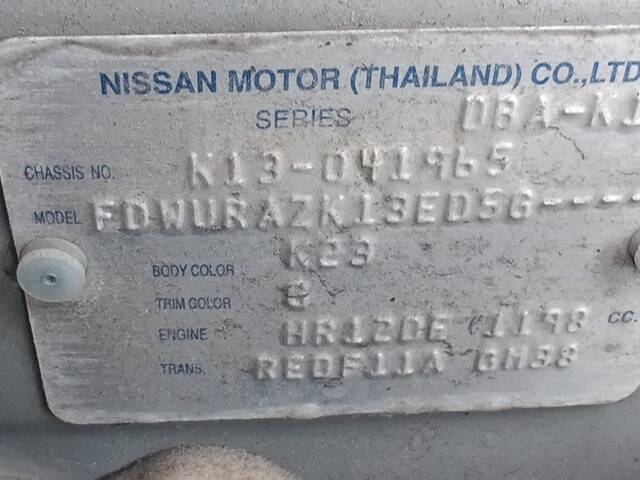 NISSAN MOTOR (THAILAND) CO.,LTD
SERIES DBA-K1
CHASSIS NO. K13-041965
MODEL FDWURAZK13ED5G----
BODY COLOR K23
TRIM COLOR
ENGINE HR12DE (1198 CC.
TRANS. RE0F11A GM38